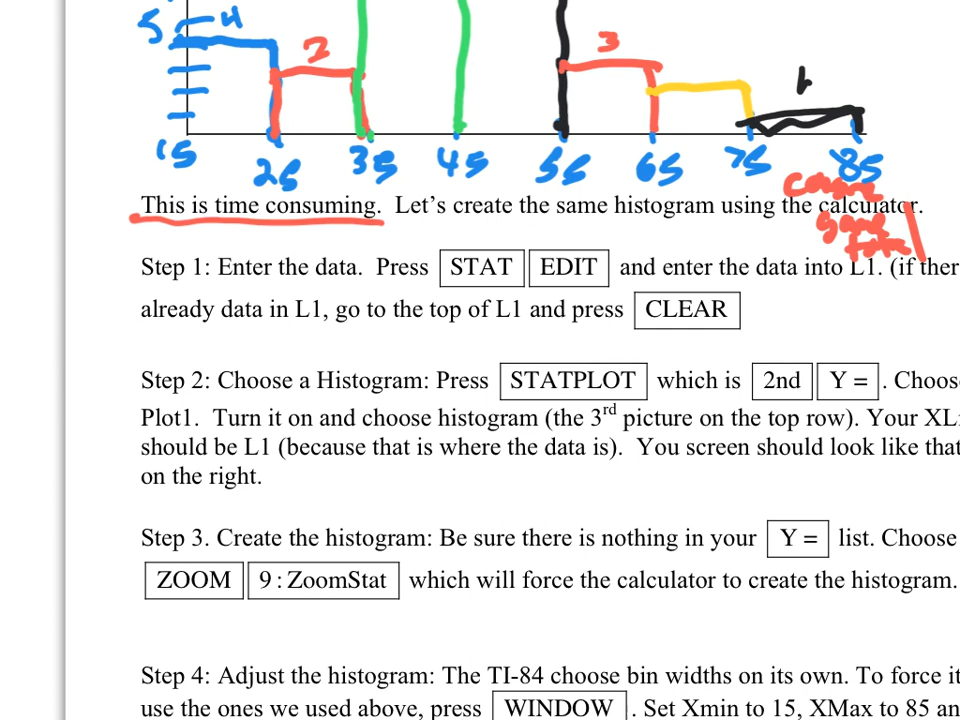 5 4
2 3 1
15 25 35 45 55 65 75 85
This is time consuming. Let's create the same histogram using the calculator.
same
total
Step 1: Enter the data. Press STAT EDIT and enter the data into L1. (if ther
already data in L1, go to the top of L1 and press CLEAR
Step 2: Choose a Histogram: Press STATPLOT which is 2nd Y = . Choos
Plot1. Turn it on and choose histogram (the 3rd picture on the top row). Your XL
should be L1 (because that is where the data is). You screen should look like that
on the right.
Step 3. Create the histogram: Be sure there is nothing in your Y = list. Choose
ZOOM 9 : ZoomStat which will force the calculator to create the histogram.
Step 4: Adjust the histogram: The TI-84 choose bin widths on its own. To force it
use the ones we used above, press WINDOW . Set Xmin to 15, XMax to 85 an